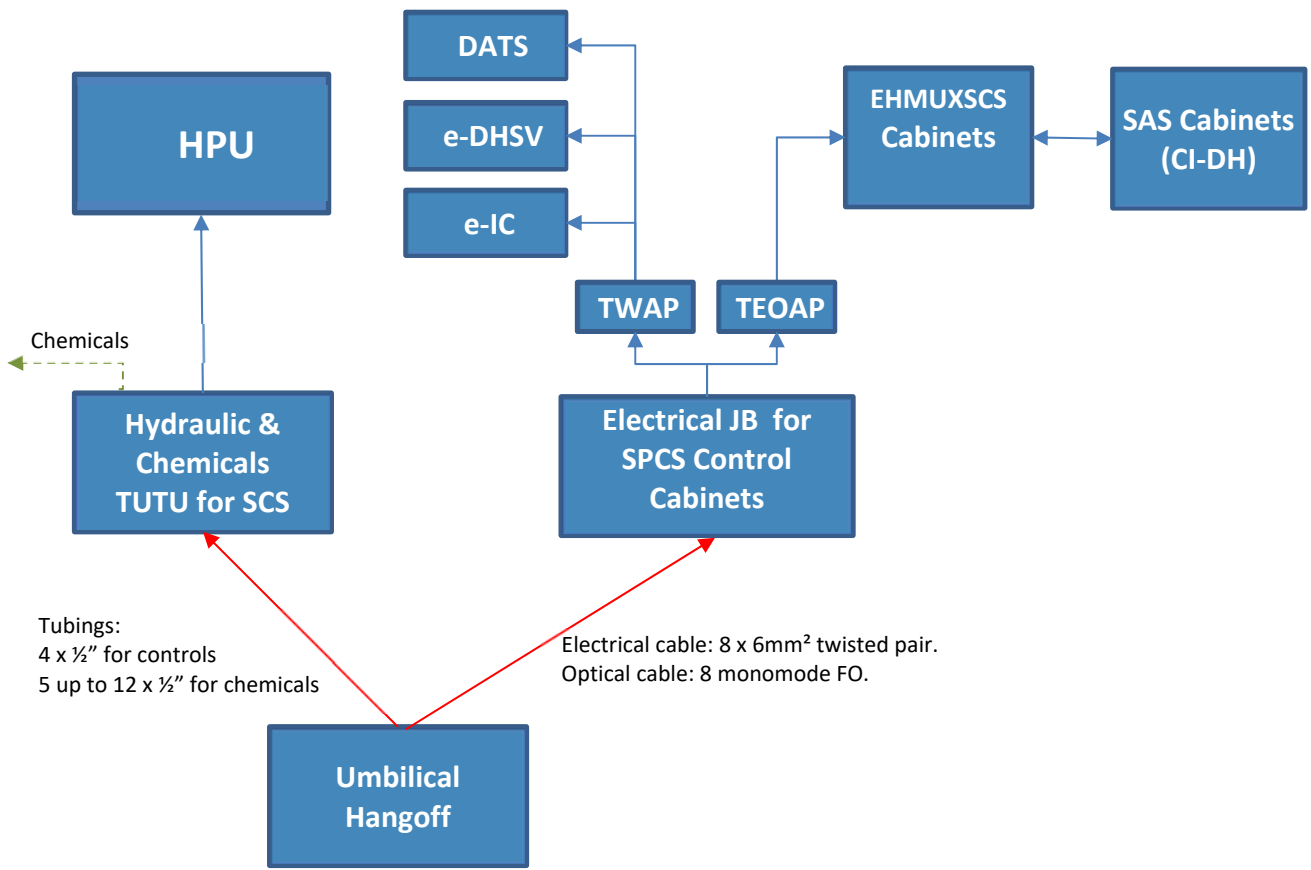 DATS
HPU
e-DHSV
e-IC
EHMUXSCS
Cabinets
SAS Cabinets
(CI-DH)
TWAP
TEOAP
Chemicals
Hydraulic &
Chemicals
TUTU for SCS
Electrical JB for
SPCS Control
Cabinets
Tubings:
4 x ½” for controls
5 up to 12 x ½” for chemicals
Electrical cable: 8 x 6mm² twisted pair.
Optical cable: 8 monomode FO.
Umbilical
Hangoff